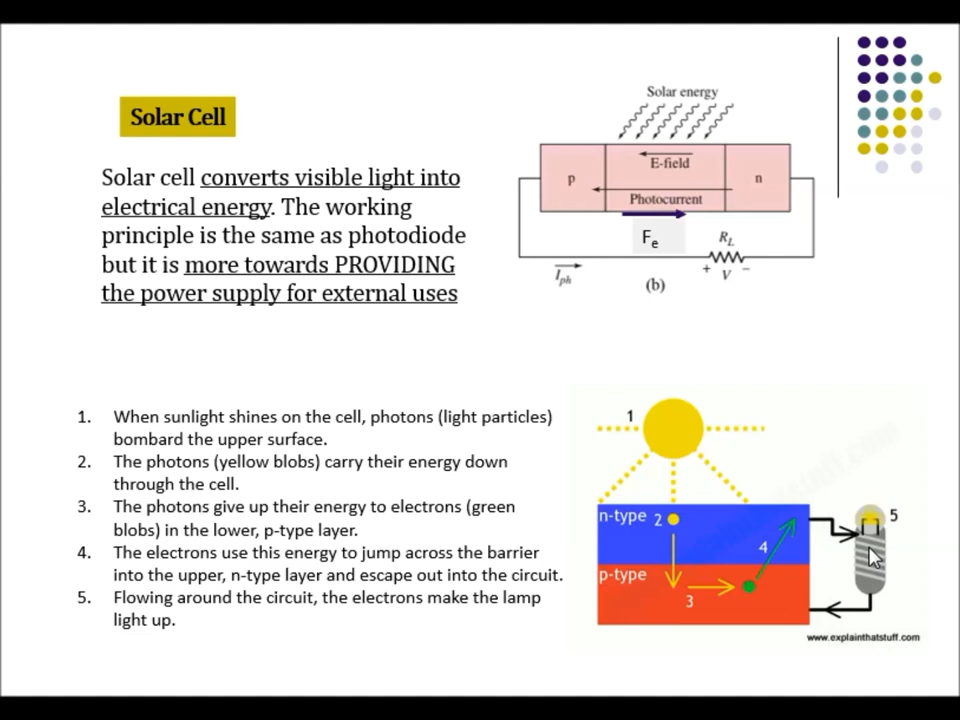 Solar Cell
Solar cell converts visible light into
electrical energy. The working
principle is the same as photodiode
but it is more towards PROVIDING
the power supply for external uses
Solar energy
E-field
p
n
Photocurrent
Fe
RL
+ V −
Iph
(b)
1. When sunlight shines on the cell, photons (light particles)
bombard the upper surface.
2. The photons (yellow blobs) carry their energy down
through the cell.
3. The photons give up their energy to electrons (green
blobs) in the lower, p-type layer.
4. The electrons use this energy to jump across the barrier
into the upper, n-type layer and escape out into the circuit.
5. Flowing around the circuit, the electrons make the lamp
light up.
1
n-type 2
5
4
p-type
3
www.explainthatstuff.com